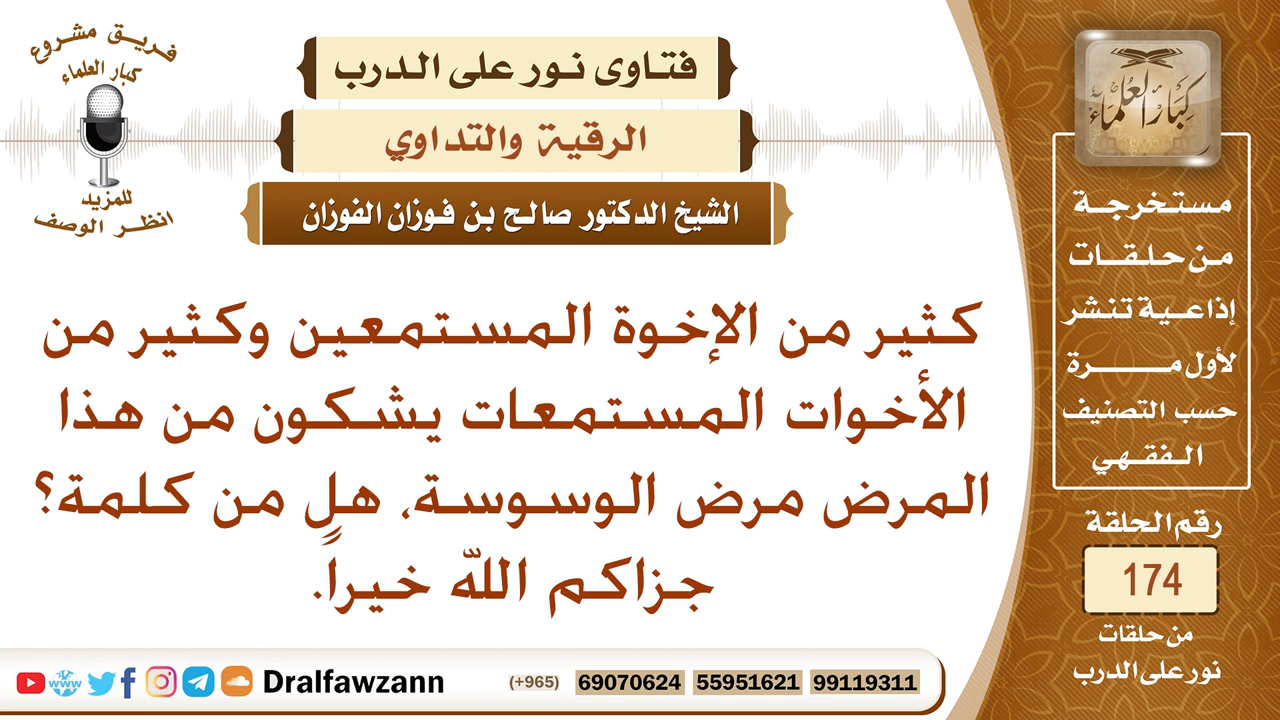 فريق مشروع
كبار العلماء
للمزيد
انظر الوصف
فتاوى نور على الدرب
الرقية والتداوي
الشيخ الدكتور صالح بن فوزان الفوزان
كثير من الإخوة المستمعين وكثير من
الأخوات المستمعات يشكون من هذا
المرض مرض الوسوسة، هل من كلمة؟
جزاكم الله خيراً.
كبار العلماء
مستخرجة
من حلقات
إذاعية تنشر
لأول مرة
حسب التصنيف
الفقهي
رقم الحلقة
174
من حلقات
نور على الدرب
www Dralfawzann (+965) 69070624 55951621 99119311